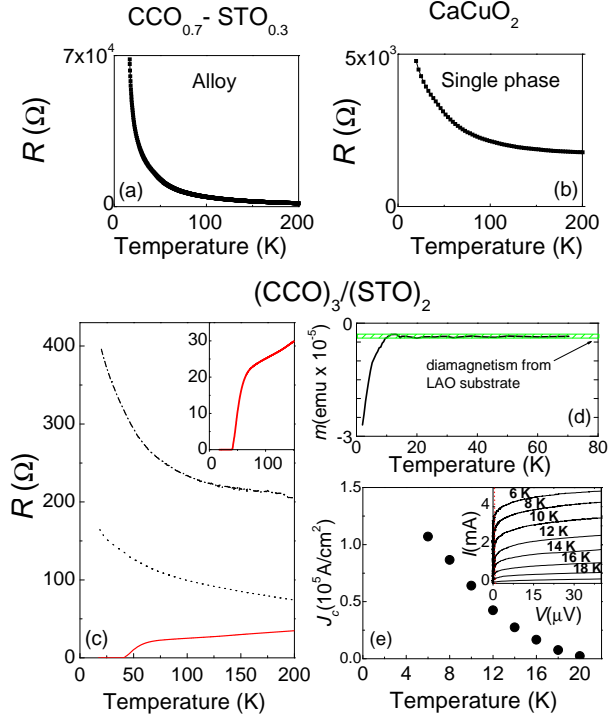 CCO0.7- STO0.3
CaCuO2
7x10^4
R (Ω)
0
Alloy
(a)
0 100 200
Temperature (K)
5x10^3
R (Ω)
0
Single phase
(b)
0 100 200
Temperature (K)
(CCO)3/(STO)2
400
300
200
100
0
R (Ω)
30
20
10
0
0 50 100
(c)
0 50 100 150 200
Temperature (K)
0
-3
m(emu x 10^-5)
diamagnetism from
LAO substrate
(d)
0 20 40 60 80
Temperature (K)
1.5
1.0
0.5
0.0
Jc (10^5 A/cm^2)
4
2
0
I(mA)
6 K
8 K
10 K
12 K
14 K
16 K
18 K
0 15 30
V(μV)
(e)
0 4 8 12 16 20 24
Temperature (K)